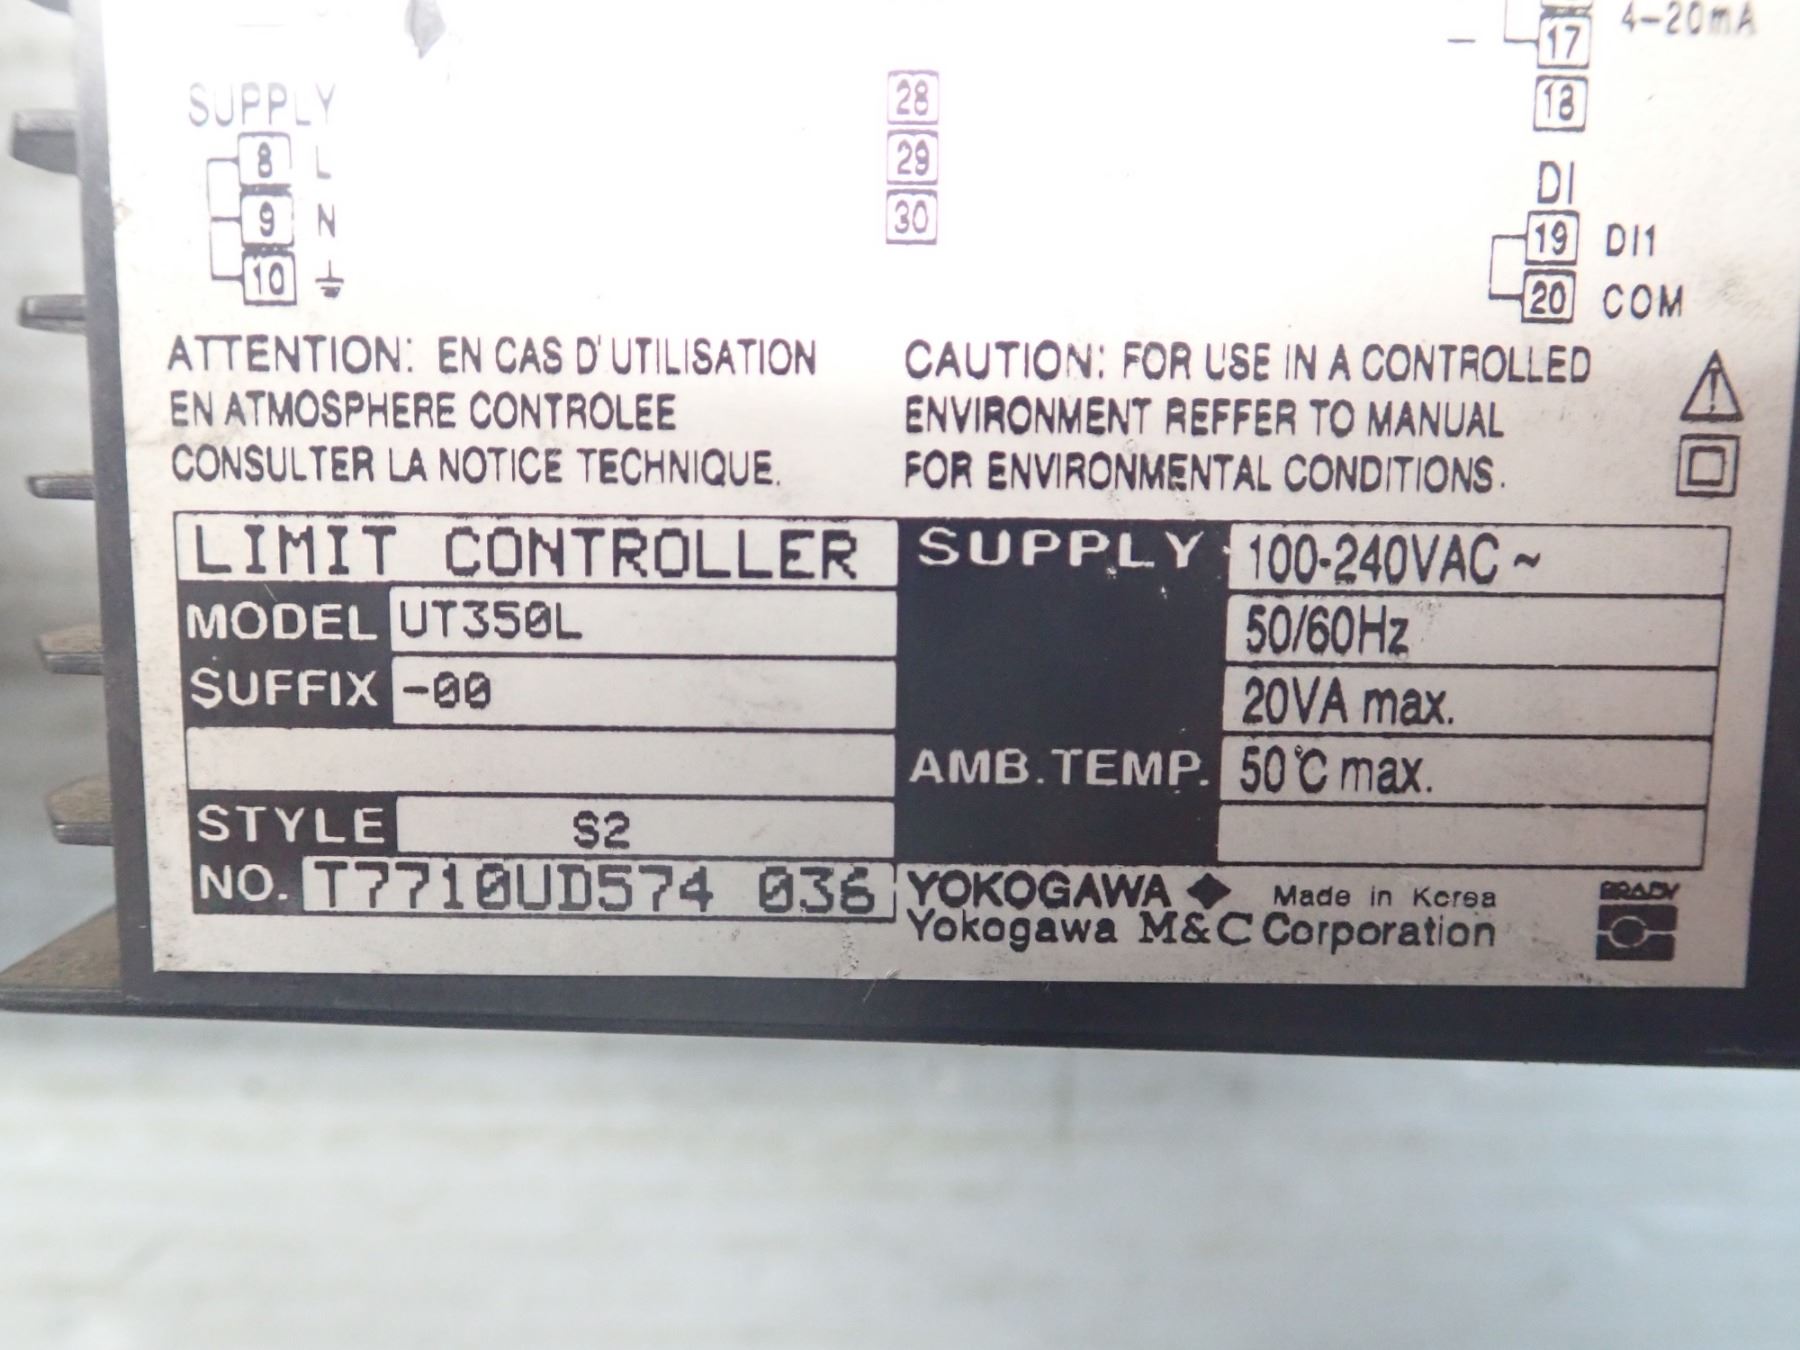 4-20mA
17
18
SUPPLY
8 L
9 N
10
28
29
30
DI
19 DI1
20 COM
ATTENTION: EN CAS D'UTILISATION
EN ATMOSPHERE CONTROLEE
CONSULTER LA NOTICE TECHNIQUE.
CAUTION: FOR USE IN A CONTROLLED
ENVIRONMENT REFFER TO MANUAL
FOR ENVIRONMENTAL CONDITIONS.
LIMIT CONTROLLER
MODEL UT350L
SUFFIX -00
STYLE S2
NO. T7710UD574 036
SUPPLY 100-240VAC ~
50/60Hz
20VA max.
AMB.TEMP. 50℃ max.
YOKOGAWA ◆ Made in Korea
Yokogawa M&C Corporation
BRADY